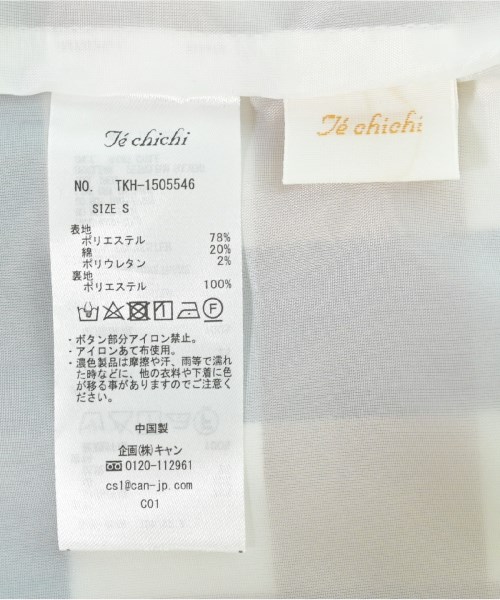 Té chichi
NO. TKH-1505546
SIZE S
表地
ポリエステル 78%
綿 20%
ポリウレタン 2%
裏地
ポリエステル 100%
F
・ボタン部分アイロン禁止。
・アイロンあて布使用。
・濃色製品は摩擦や汗、雨等で濡れ
た時などに、他の衣料や下着に色
が移る事がありますのでご注意く
ださい。
中国製
企画(株)キャン
0120-112961
cs1@can-jp.com
C01
Té chichi